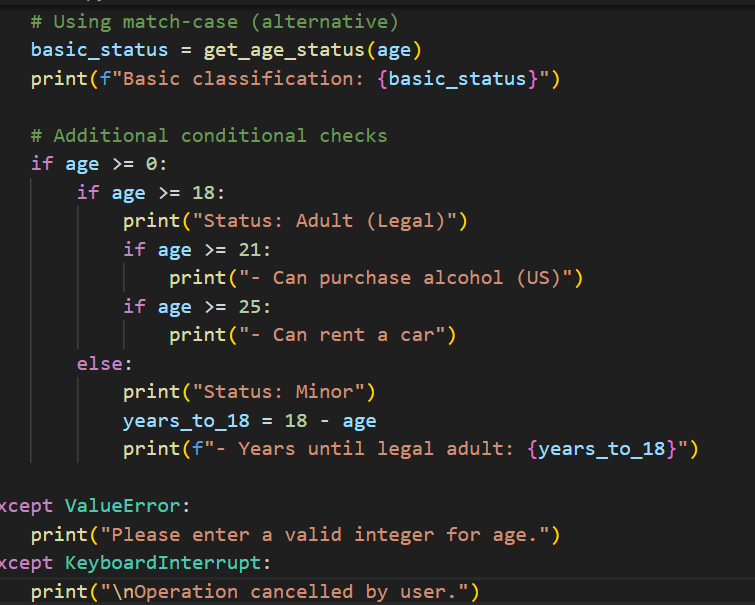 # Using match-case (alternative)
basic_status = get_age_status(age)
print(f"Basic classification: {basic_status}")
# Additional conditional checks
if age >= 0:
if age >= 18:
print("Status: Adult (Legal)")
if age >= 21:
print("- Can purchase alcohol (US)")
if age >= 25:
print("- Can rent a car")
else:
print("Status: Minor")
years_to_18 = 18 - age
print(f"- Years until legal adult: {years_to_18}")
xcept ValueError:
print("Please enter a valid integer for age.")
xcept KeyboardInterrupt:
print("\nOperation cancelled by user.")